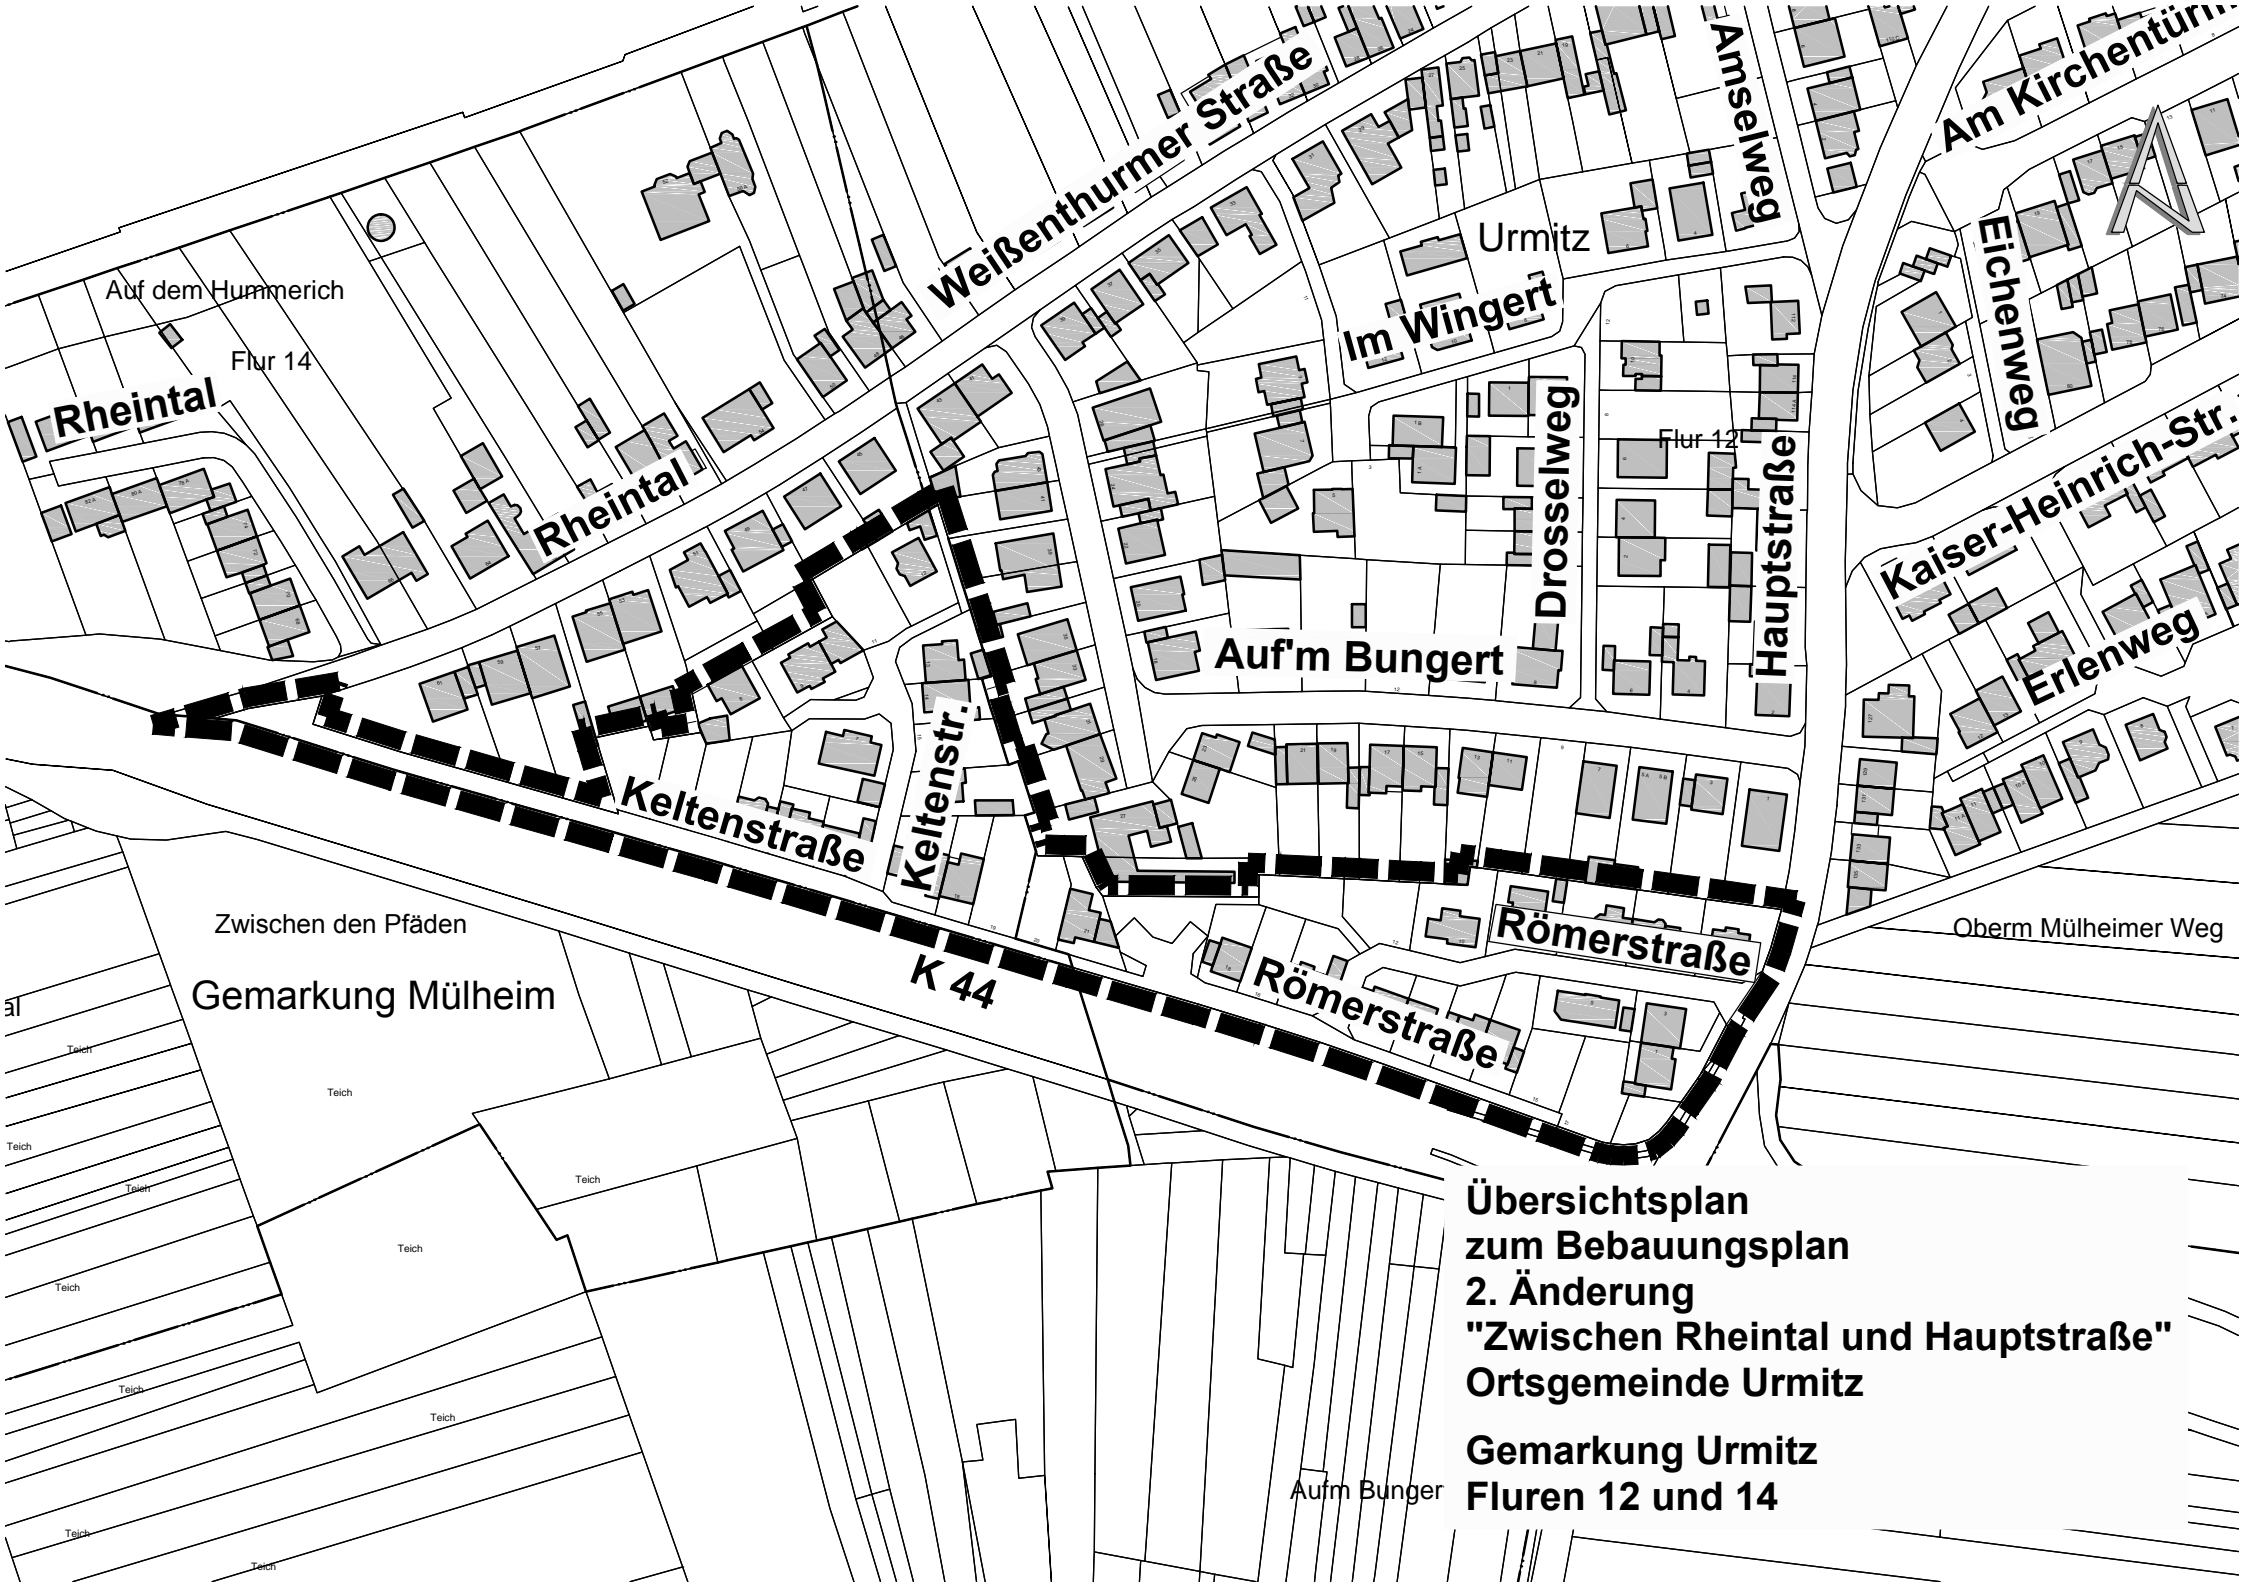 Amselweg
Am Kirchentürm
Weißenthurmer Straße
Urmitz
Eichenweg
Auf dem Hummerich
Im Wingert
Flur 14
Rheintal
Drosselweg
Flur 12
Hauptstraße
Kaiser-Heinrich-Str.
Rheintal
Auf'm Bungert
Erlenweg
Keltenstr.
Keltenstraße
Zwischen den Pfäden
Römerstraße
Oberm Mülheimer Weg
K 44
Gemarkung Mülheim
al
Römerstraße
Teich
Teich
Teich
Teich
Teich
Teich
Teich
Teich
Teich
Teich
Teich
Aufm Bunger
Übersichtsplan
zum Bebauungsplan
2. Änderung
"Zwischen Rheintal und Hauptstraße"
Ortsgemeinde Urmitz
Gemarkung Urmitz
Fluren 12 und 14